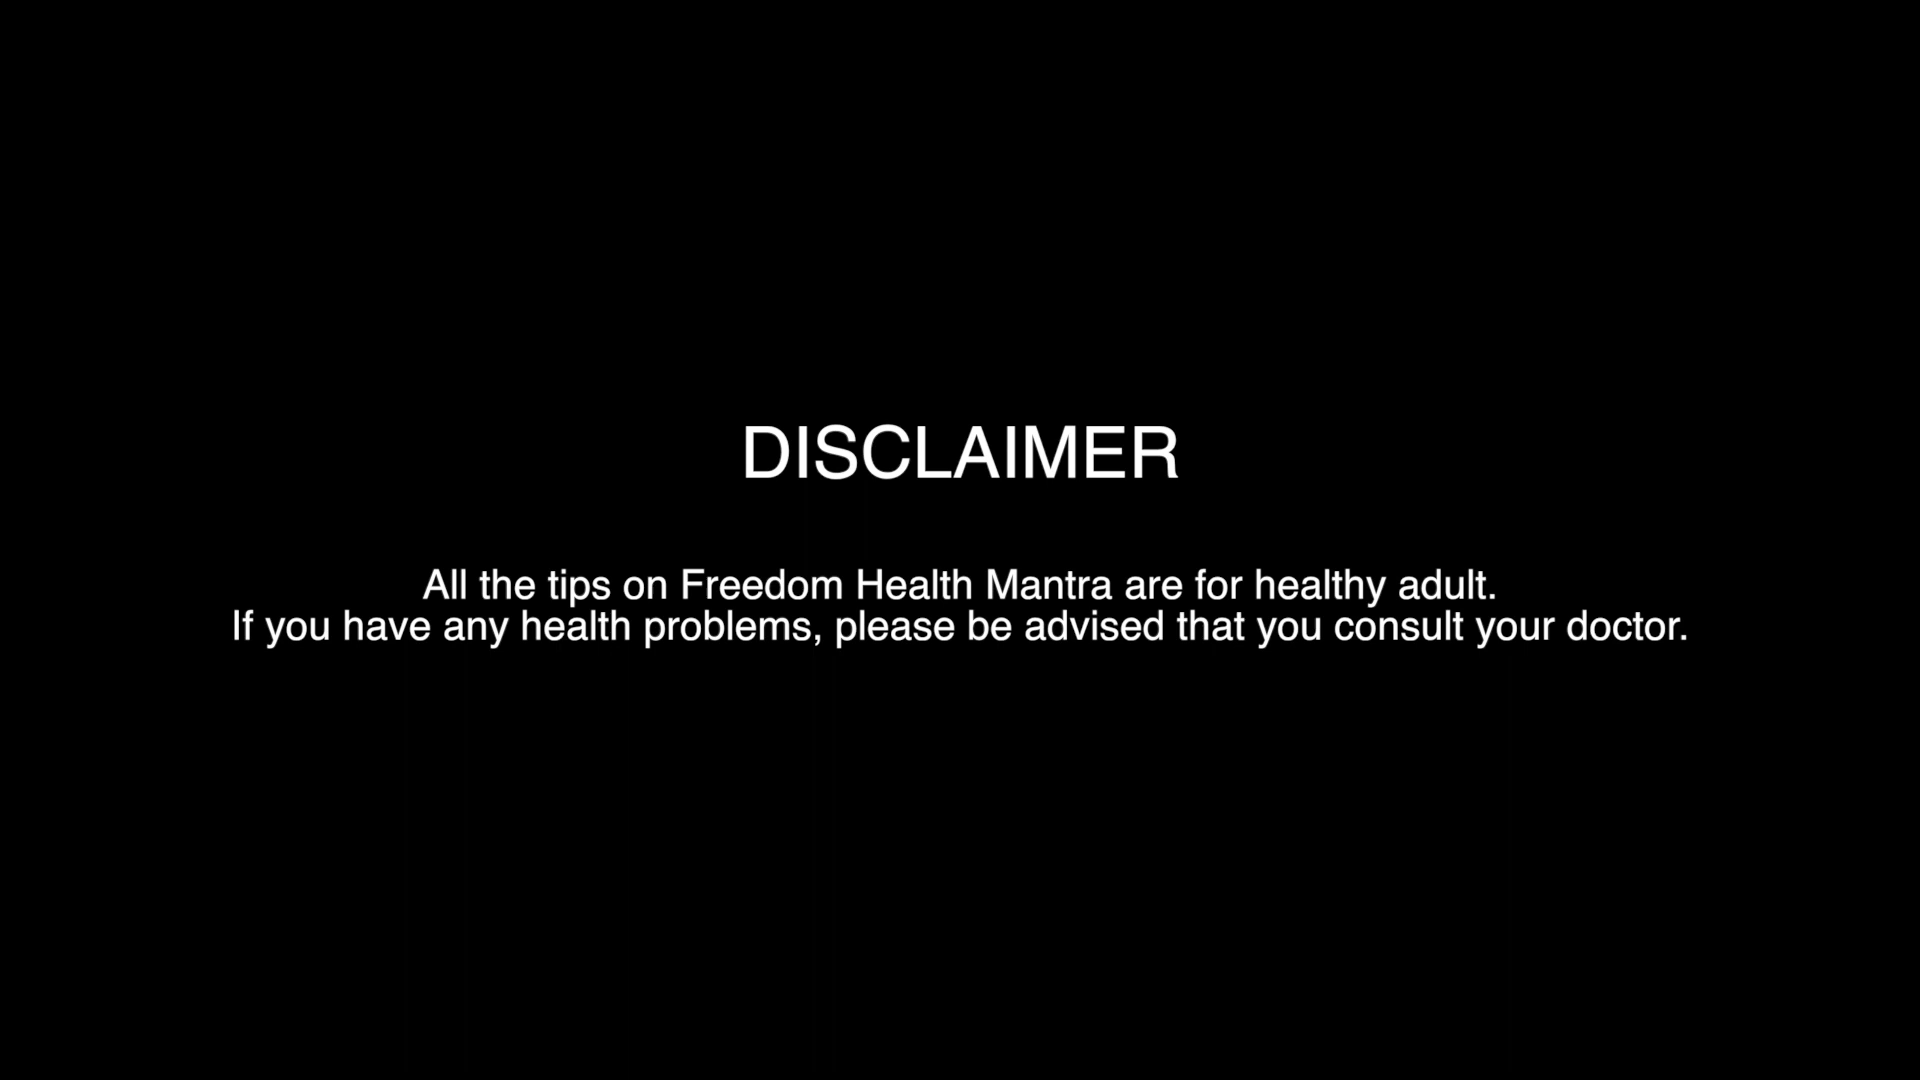 DISCLAIMER
All the tips on Freedom Health Mantra are for healthy adult.
If you have any health problems, please be advised that you consult your doctor.